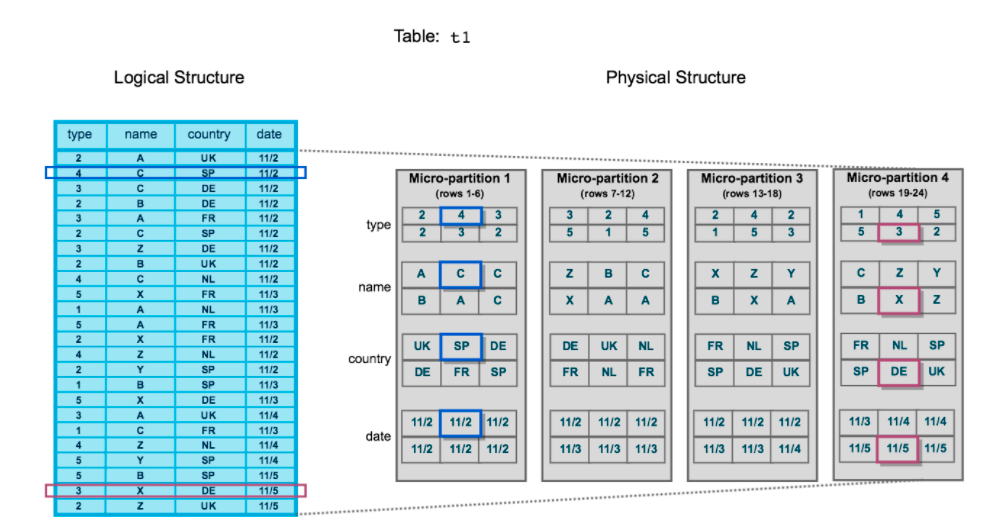 Table: t1
Logical Structure
Physical Structure
type name country date
2 A UK 11/2
4 C SP 11/2
3 C DE 11/2
2 B DE 11/2
3 A FR 11/2
2 C SP 11/2
3 Z DE 11/2
2 B UK 11/2
4 C NL 11/2
5 X FR 11/3
1 A NL 11/3
5 A FR 11/3
2 X FR 11/2
4 Z NL 11/2
2 Y SP 11/2
1 B SP 11/3
5 X DE 11/3
3 A UK 11/4
1 C FR 11/3
4 Z NL 11/4
5 Y SP 11/4
5 B SP 11/5
3 X DE 11/5
2 Z UK 11/5
Micro-partition 1 Micro-partition 2 Micro-partition 3 Micro-partition 4
(rows 1-6) (rows 7-12) (rows 13-18) (rows 19-24)
type
2 4 3 3 2 4 2 4 2 1 4 5
2 3 2 5 1 5 1 5 3 5 3 2
name
A C C Z B C X Z Y C Z Y
B A C X A A B X A B X Z
country
UK SP DE DE UK NL FR NL SP FR NL SP
DE FR SP FR NL FR SP DE UK SP DE UK
date
11/2 11/2 11/2 11/2 11/2 11/2 11/2 11/2 11/2 11/3 11/4 11/4
11/2 11/2 11/2 11/3 11/3 11/3 11/3 11/3 11/4 11/5 11/5 11/5